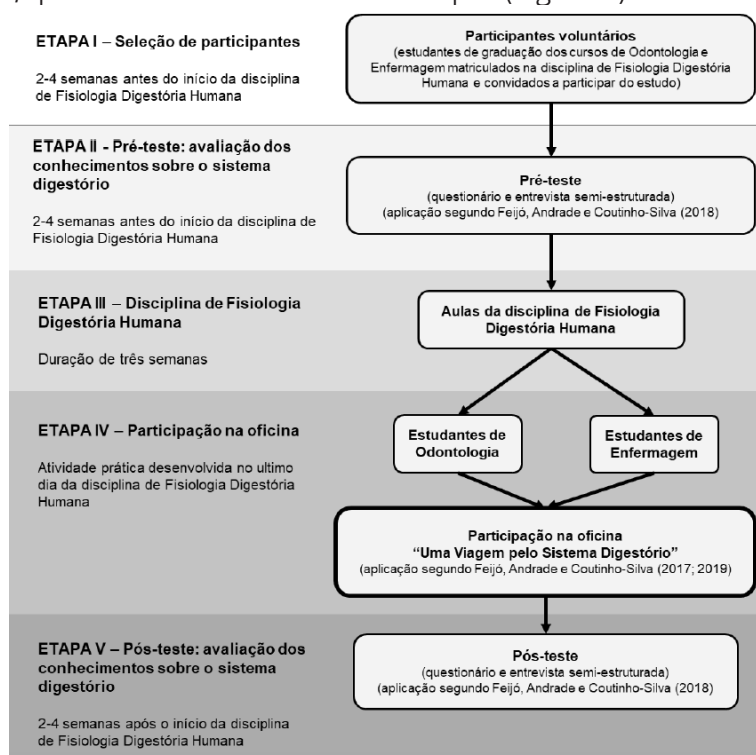 ETAPA I – Seleção de participantes
2-4 semanas antes do início da disciplina
de Fisiologia Digestória Humana
Participantes voluntários
(estudantes de graduação dos cursos de Odontologia e
Enfermagem matriculados na disciplina de Fisiologia Digestória
Humana e convidados a participar do estudo)
ETAPA II - Pré-teste: avaliação dos
conhecimentos sobre o sistema
digestório
2-4 semanas antes do início da disciplina de
Fisiologia Digestória Humana
Pré-teste
(questionário e entrevista semi-estruturada)
(aplicação segundo Feijó, Andrade e Coutinho-Silva (2018)
ETAPA III – Disciplina de Fisiologia
Digestória Humana
Duração de três semanas
Aulas da disciplina de Fisiologia
Digestória Humana
ETAPA IV – Participação na oficina
Atividade prática desenvolvida no ultimo
dia da disciplina de Fisiologia Digestória
Humana
Estudantes de
Odontologia
Estudantes de
Enfermagem
Participação na oficina
“Uma Viagem pelo Sistema Digestório”
(aplicação segundo Feijó, Andrade e Coutinho-Silva (2017; 2019)
ETAPA V – Pós-teste: avaliação dos
conhecimentos sobre o sistema
digestório
2-4 semanas após o início da disciplina
de Fisiologia Digestória Humana
Pós-teste
(questionário e entrevista semi-estruturada)
(aplicação segundo Feijó, Andrade e Coutinho-Silva (2018)